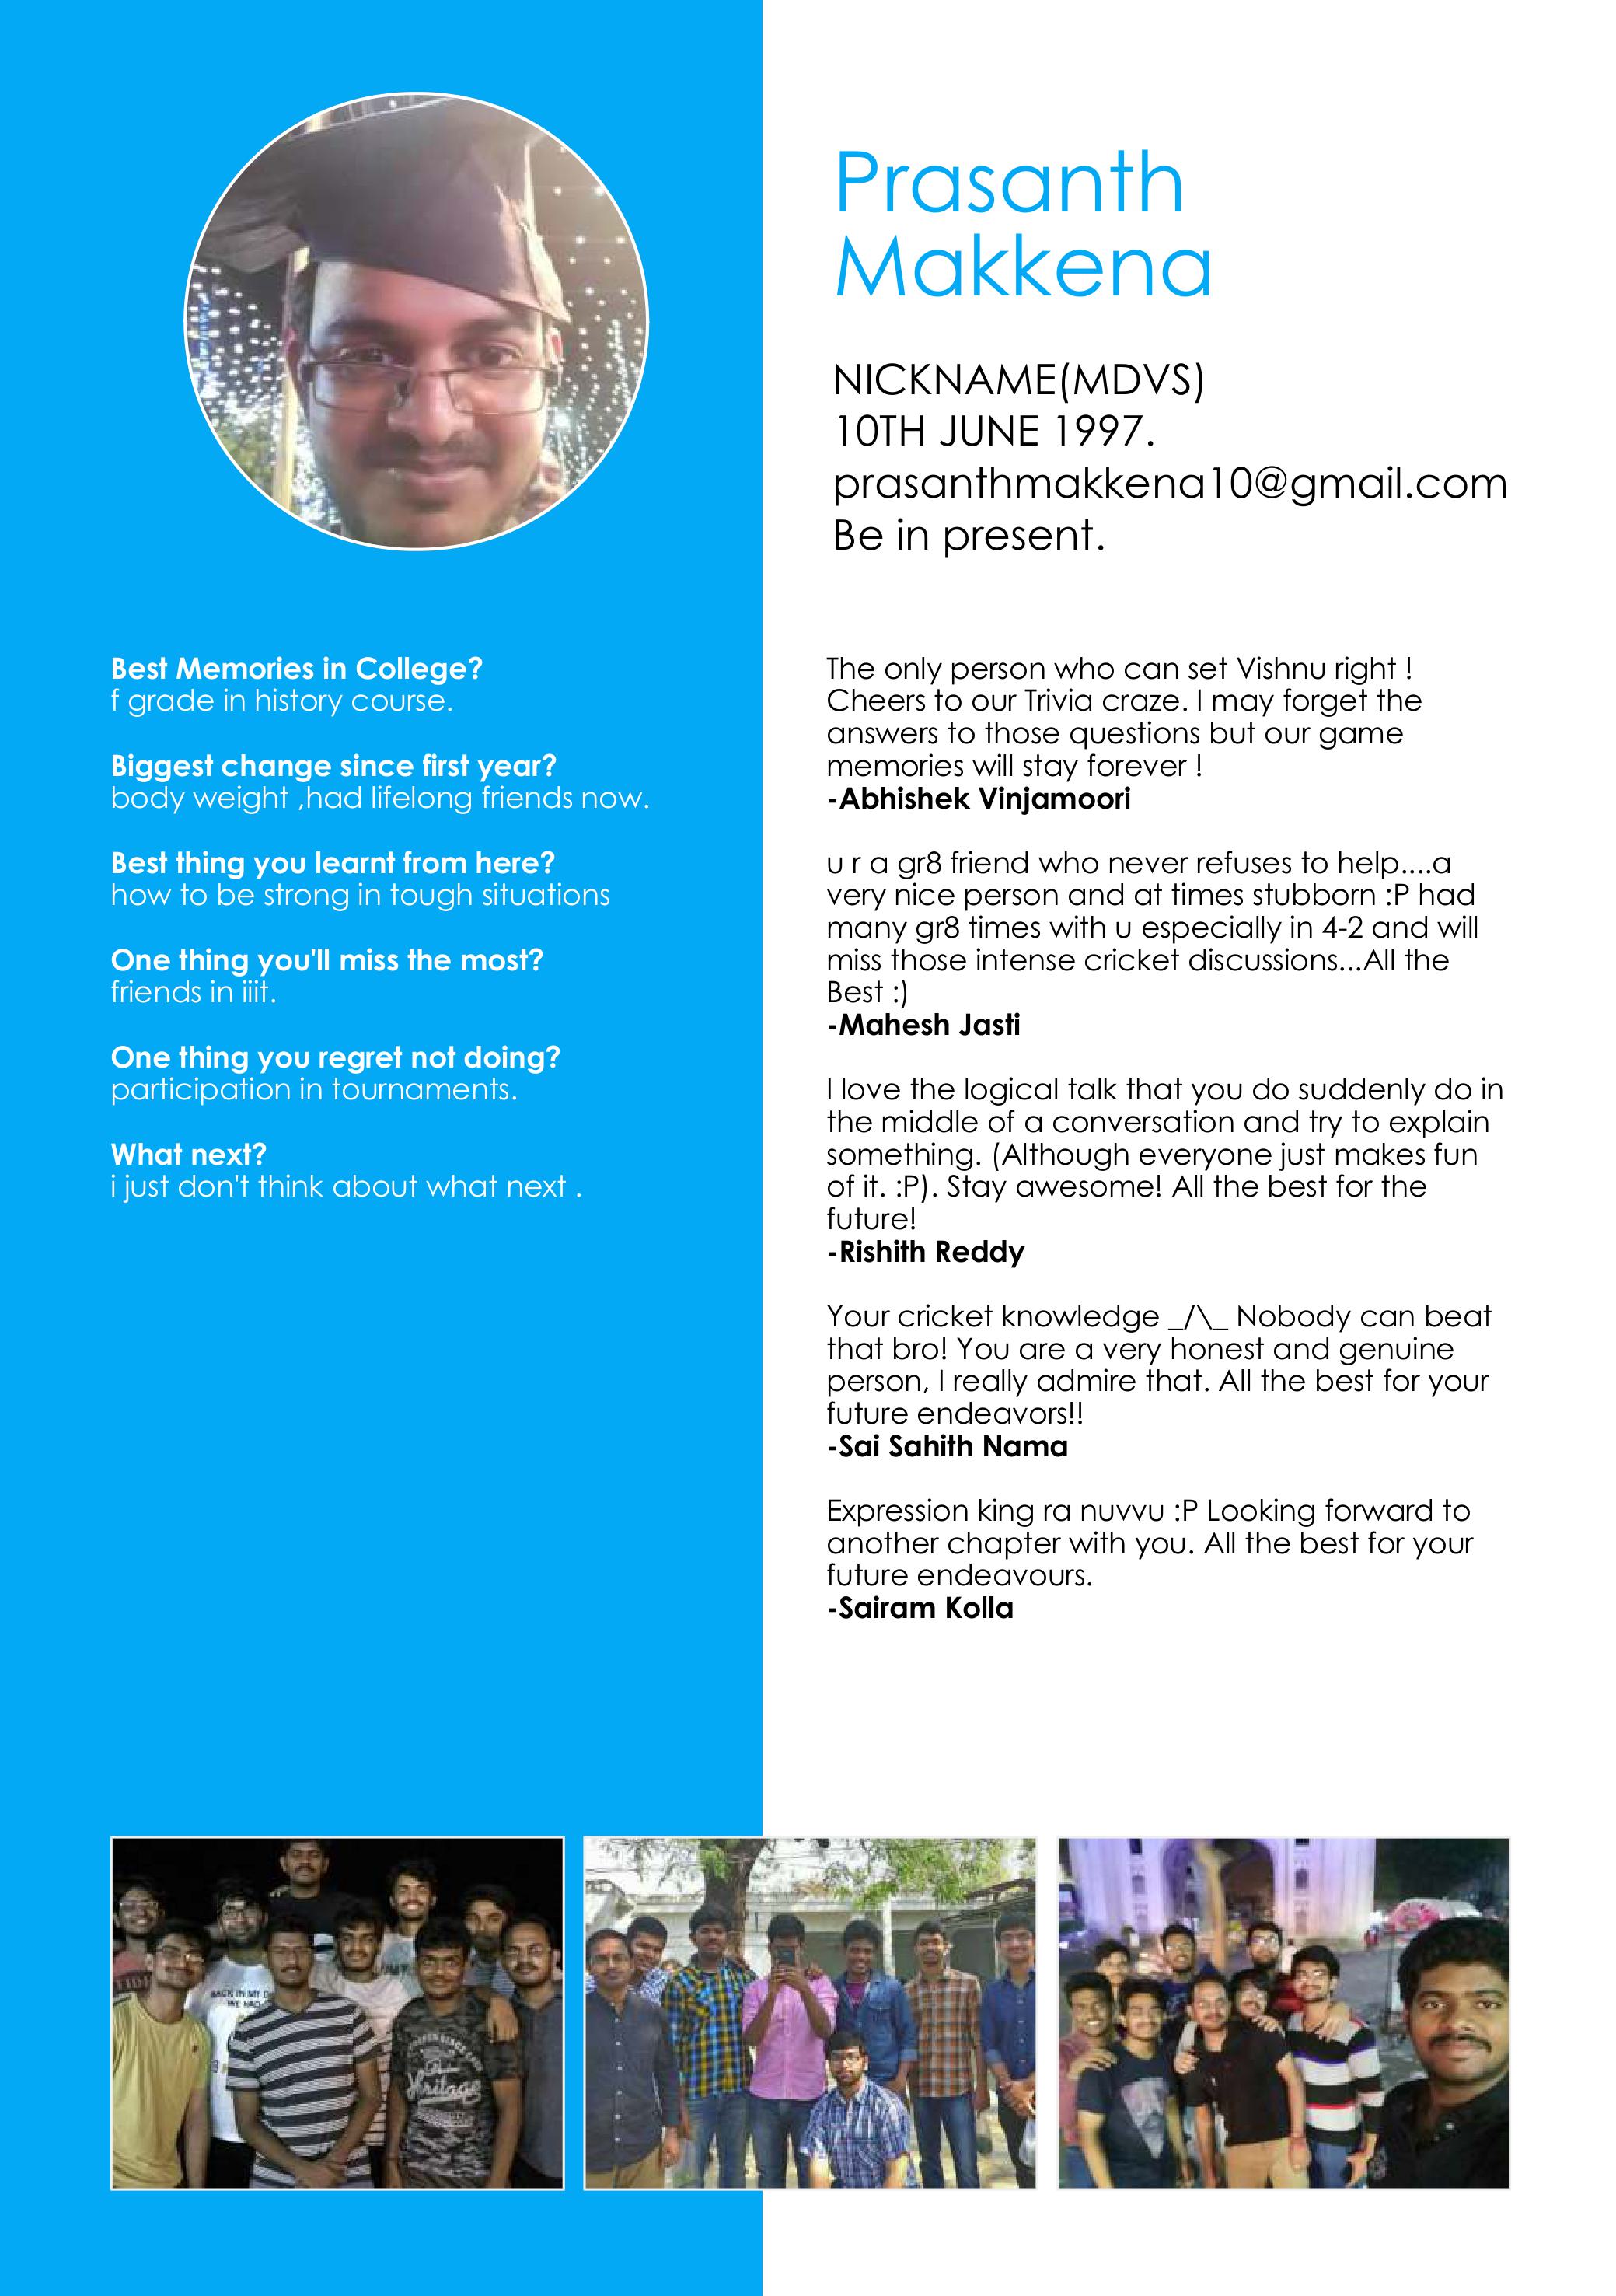 Prasanth
Makkena
NICKNAME(MDVS)
10TH JUNE 1997.
prasanthmakkena10@gmail.com
Be in present.
Best Memories in College?
f grade in history course.
Biggest change since first year?
body weight ,had lifelong friends now.
Best thing you learnt from here?
how to be strong in tough situations
One thing you'll miss the most?
friends in iiit.
One thing you regret not doing?
participation in tournaments.
What next?
i just don't think about what next .
The only person who can set Vishnu right !
Cheers to our Trivia craze. I may forget the
answers to those questions but our game
memories will stay forever !
-Abhishek Vinjamoori
u r a gr8 friend who never refuses to help....a
very nice person and at times stubborn :P had
many gr8 times with u especially in 4-2 and will
miss those intense cricket discussions...All the
Best :)
-Mahesh Jasti
I love the logical talk that you do suddenly do in
the middle of a conversation and try to explain
something. (Although everyone just makes fun
of it. :P). Stay awesome! All the best for the
future!
-Rishith Reddy
Your cricket knowledge _/\_ Nobody can beat
that bro! You are a very honest and genuine
person, I really admire that. All the best for your
future endeavors!!
-Sai Sahith Nama
Expression king ra nuvvu :P Looking forward to
another chapter with you. All the best for your
future endeavours.
-Sairam Kolla
BACK IN MY
WE HAD
Heritage